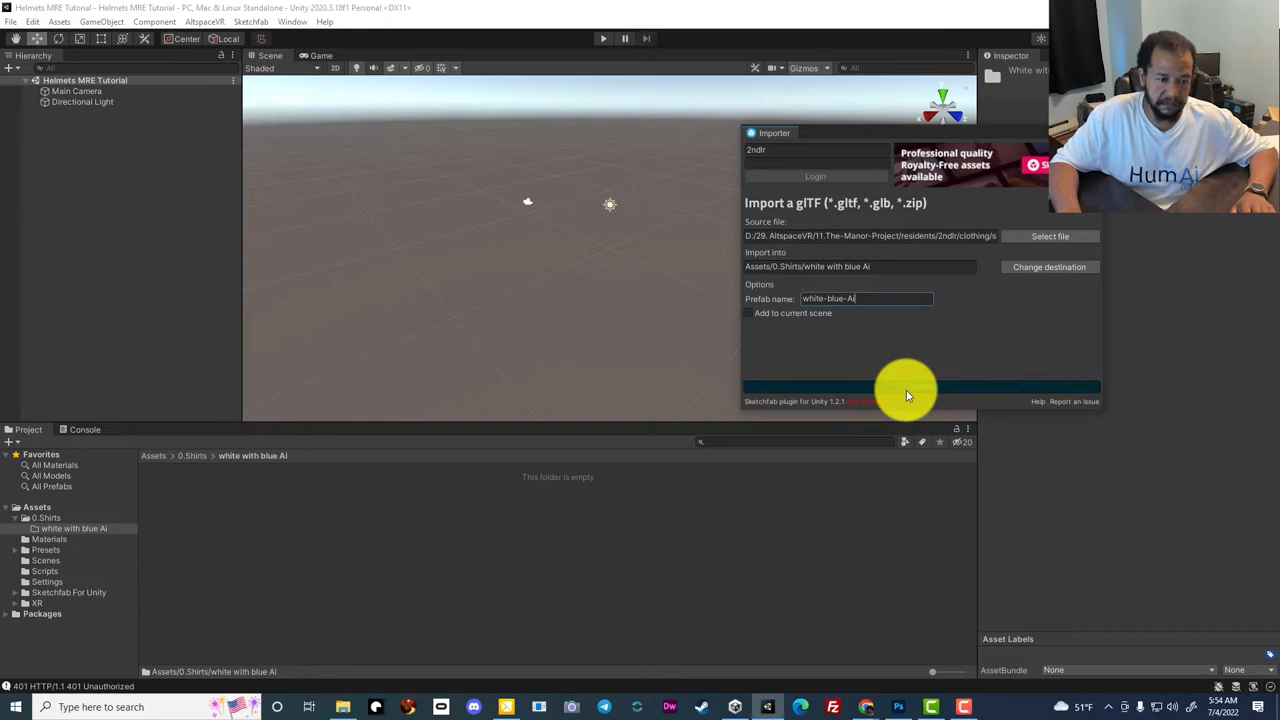 Helmets MRE Tutorial - Helmets MRE Tutorial - PC, Mac & Linux Standalone - Unity 2020.3.18f1 Personal <DX11>
File Edit Assets GameObject Component AltspaceVR Sketchfab Window Help
Center Local
Hierarchy
Scene Game
Inspector
All
Shaded 2D 0 Gizmos All
Helmets MRE Tutorial
Main Camera
Directional Light
White wit
HumAi
Importer
2ndlr
Login
Professional quality
Royalty-Free assets
available
Import a glTF (*.gltf, *.glb, *.zip)
Source file:
D:/29. AltspaceVR/11.The-Manor-Project/residents/2ndlr/clothing/s Select file
Import into
Assets/0.Shirts/white with blue Ai Change destination
Options
Prefab name: white-blue-Ai
Add to current scene
Sketchfab plugin for Unity 1.2.1 Help Report an issue
Project Console
20
Favorites
All Materials
All Models
All Prefabs
Assets
0.Shirts
white with blue Ai
Materials
Presets
Scenes
Scripts
Settings
Sketchfab For Unity
XR
Packages
Assets > 0.Shirts > white with blue Ai
This folder is empty
Assets/0.Shirts/white with blue Ai
Asset Labels
AssetBundle None None
401 HTTP/1.1 401 Unauthorized
Type here to search
51°F
5:54 AM
7/4/2022